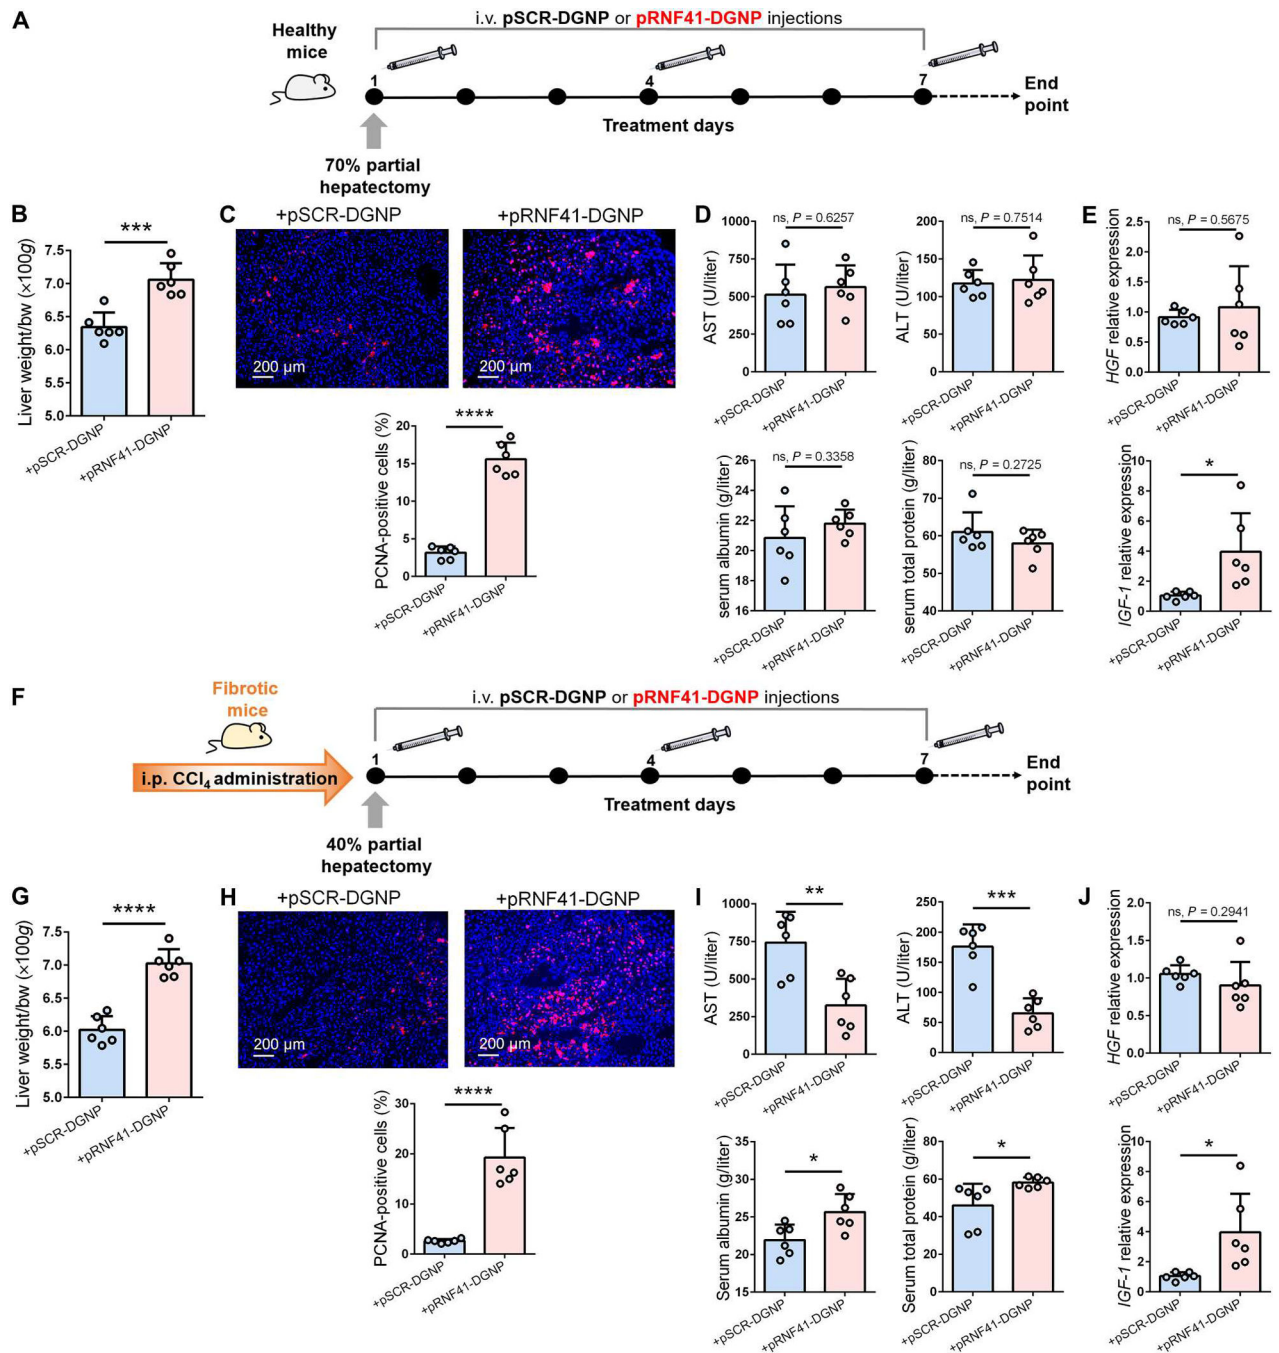 A
i.v. pSCR-DGNP or pRNF41-DGNP injections
Healthy
mice
1
4
7
End
point
Treatment days
70% partial
hepatectomy
B
***
Liver weight/bw (×100g)
7.5
7.0
6.5
6.0
5.5
5.0
+pSCR-DGNP
+pRNF41-DGNP
C
+pSCR-DGNP
+pRNF41-DGNP
200 µm
200 µm
****
PCNA-positive cells (%)
20
15
10
5
0
+pSCR-DGNP
+pRNF41-DGNP
D
ns, P = 0.6257
AST (U/liter)
1000
750
500
250
0
+pSCR-DGNP
+pRNF41-DGNP
ns, P = 0.7514
ALT (U/liter)
200
150
100
50
0
+pSCR-DGNP
+pRNF41-DGNP
ns, P = 0.3358
serum albumin (g/liter)
26
24
22
20
18
16
+pSCR-DGNP
+pRNF41-DGNP
ns, P = 0.2725
serum total protein (g/liter)
80
70
60
50
40
+pSCR-DGNP
+pRNF41-DGNP
E
ns, P = 0.5675
HGF relative expression
2.5
2.0
1.5
1.0
0.5
0.0
+pSCR-DGNP
+pRNF41-DGNP
*
IGF-1 relative expression
10
8
6
4
2
0
+pSCR-DGNP
+pRNF41-DGNP
F
i.v. pSCR-DGNP or pRNF41-DGNP injections
Fibrotic
mice
i.p. CCl4 administration
1
4
7
End
point
Treatment days
40% partial
hepatectomy
G
****
Liver weight/bw (×100g)
7.5
7.0
6.5
6.0
5.5
5.0
+pSCR-DGNP
+pRNF41-DGNP
H
+pSCR-DGNP
+pRNF41-DGNP
200 µm
200 µm
****
PCNA-positive cells (%)
30
20
10
0
+pSCR-DGNP
+pRNF41-DGNP
I
**
AST (U/liter)
1000
750
500
250
0
+pSCR-DGNP
+pRNF41-DGNP
***
ALT (U/liter)
250
200
150
100
50
0
+pSCR-DGNP
+pRNF41-DGNP
*
Serum albumin (g/liter)
35
30
25
20
15
+pSCR-DGNP
+pRNF41-DGNP
*
Serum total protein (g/liter)
80
60
40
20
0
+pSCR-DGNP
+pRNF41-DGNP
J
ns, P = 0.2941
HGF relative expression
2.0
1.5
1.0
0.5
0.0
+pSCR-DGNP
+pRNF41-DGNP
*
IGF-1 relative expression
10
8
6
4
2
0
+pSCR-DGNP
+pRNF41-DGNP